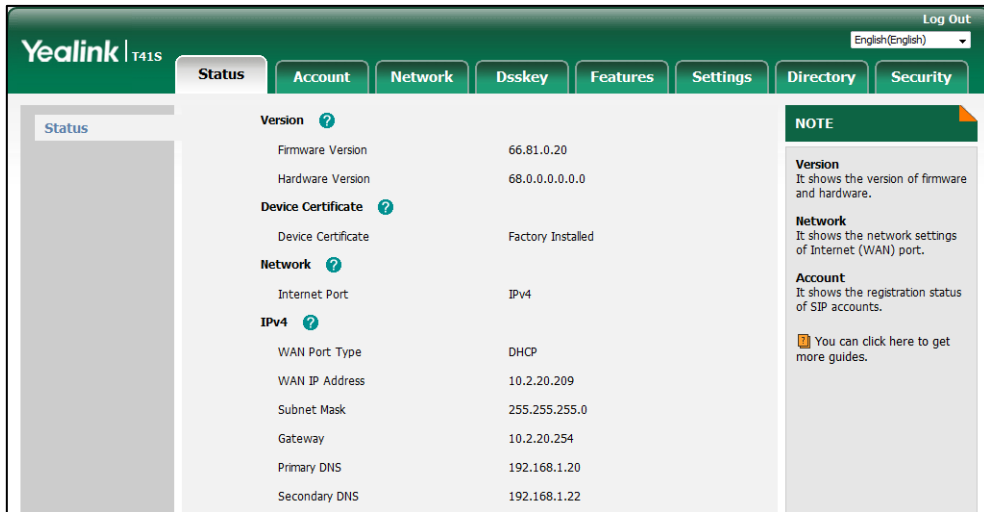 Log Out
Yealink | T41S
English(English)
Status
Account
Network
Dsskey
Features
Settings
Directory
Security
Status
Version ?
Firmware Version 66.81.0.20
Hardware Version 68.0.0.0.0.0.0
Device Certificate ?
Device Certificate Factory Installed
Network ?
Internet Port IPv4
IPv4 ?
WAN Port Type DHCP
WAN IP Address 10.2.20.209
Subnet Mask 255.255.255.0
Gateway 10.2.20.254
Primary DNS 192.168.1.20
Secondary DNS 192.168.1.22
NOTE
Version
It shows the version of firmware
and hardware.
Network
It shows the network settings
of Internet (WAN) port.
Account
It shows the registration status
of SIP accounts.
? You can click here to get
more guides.